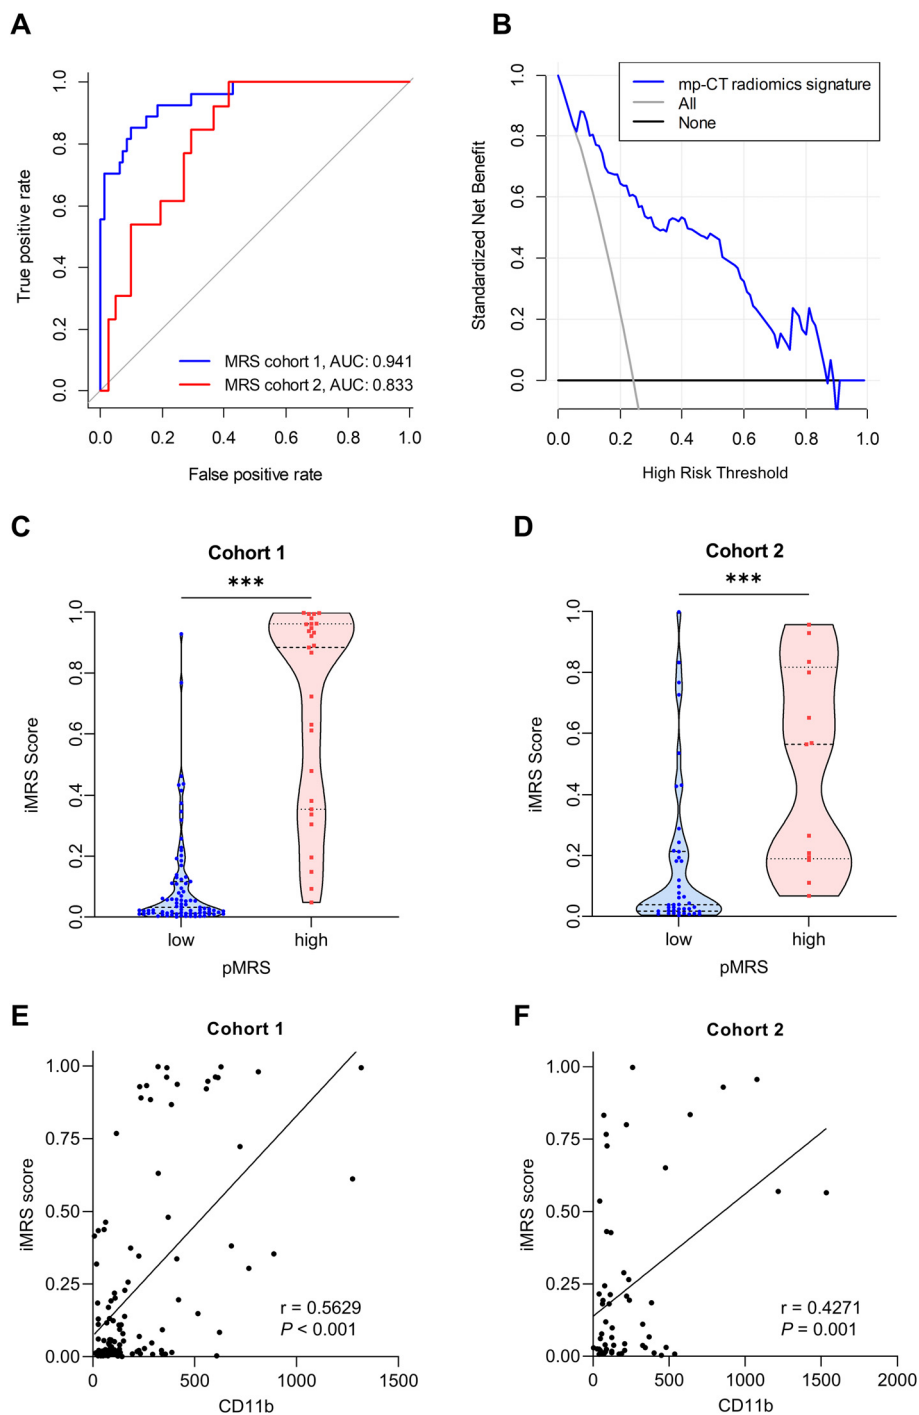 A
True positive rate
1.0
0.8
0.6
0.4
0.2
0.0
MRS cohort 1, AUC: 0.941
MRS cohort 2, AUC: 0.833
0.0 0.2 0.4 0.6 0.8 1.0
False positive rate
B
Standardized Net Benefit
1.0
0.8
0.6
0.4
0.2
0.0
mp-CT radiomics signature
All
None
0.0 0.2 0.4 0.6 0.8 1.0
High Risk Threshold
C
Cohort 1
***
iMRS Score
1.0
0.8
0.6
0.4
0.2
0.0
low high
pMRS
D
Cohort 2
***
iMRS Score
1.0
0.8
0.6
0.4
0.2
0.0
low high
pMRS
E
Cohort 1
iMRS score
1.00
0.75
0.50
0.25
0.00
r = 0.5629
P < 0.001
0 500 1000 1500
CD11b
F
Cohort 2
iMRS score
1.00
0.75
0.50
0.25
0.00
r = 0.4271
P = 0.001
0 500 1000 1500 2000
CD11b